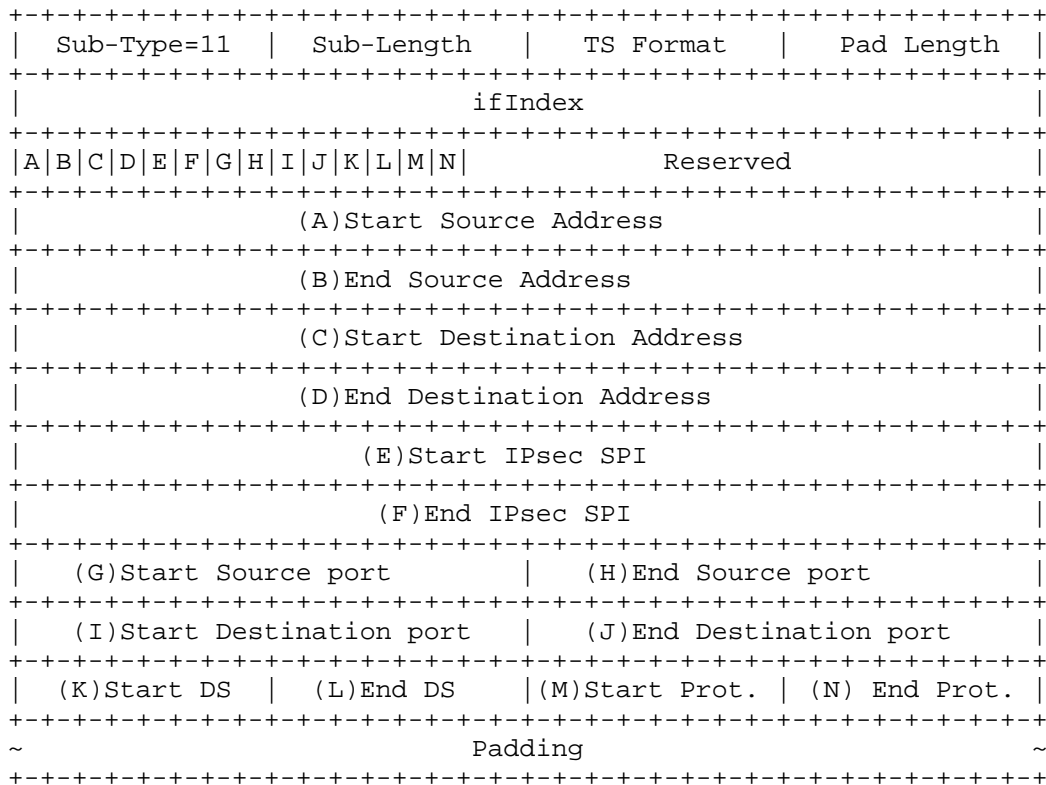 +-+-+-+-+-+-+-+-+-+-+-+-+-+-+-+-+-+-+-+-+-+-+-+-+-+-+-+-+-+-+-+-+
|  Sub-Type=11  |  Sub-Length   |   TS Format   |   Pad Length  |
+-+-+-+-+-+-+-+-+-+-+-+-+-+-+-+-+-+-+-+-+-+-+-+-+-+-+-+-+-+-+-+-+
|                            ifIndex                            |
+-+-+-+-+-+-+-+-+-+-+-+-+-+-+-+-+-+-+-+-+-+-+-+-+-+-+-+-+-+-+-+-+
|A|B|C|D|E|F|G|H|I|J|K|L|M|N|            Reserved               |
+-+-+-+-+-+-+-+-+-+-+-+-+-+-+-+-+-+-+-+-+-+-+-+-+-+-+-+-+-+-+-+-+
|                 (A)Start Source Address                       |
+-+-+-+-+-+-+-+-+-+-+-+-+-+-+-+-+-+-+-+-+-+-+-+-+-+-+-+-+-+-+-+-+
|                 (B)End Source Address                         |
+-+-+-+-+-+-+-+-+-+-+-+-+-+-+-+-+-+-+-+-+-+-+-+-+-+-+-+-+-+-+-+-+
|                 (C)Start Destination Address                  |
+-+-+-+-+-+-+-+-+-+-+-+-+-+-+-+-+-+-+-+-+-+-+-+-+-+-+-+-+-+-+-+-+
|                 (D)End Destination Address                    |
+-+-+-+-+-+-+-+-+-+-+-+-+-+-+-+-+-+-+-+-+-+-+-+-+-+-+-+-+-+-+-+-+
|                     (E)Start IPsec SPI                        |
+-+-+-+-+-+-+-+-+-+-+-+-+-+-+-+-+-+-+-+-+-+-+-+-+-+-+-+-+-+-+-+-+
|                      (F)End IPsec SPI                         |
+-+-+-+-+-+-+-+-+-+-+-+-+-+-+-+-+-+-+-+-+-+-+-+-+-+-+-+-+-+-+-+-+
|   (G)Start Source port        |   (H)End Source port          |
+-+-+-+-+-+-+-+-+-+-+-+-+-+-+-+-+-+-+-+-+-+-+-+-+-+-+-+-+-+-+-+-+
|   (I)Start Destination port   |   (J)End Destination port     |
+-+-+-+-+-+-+-+-+-+-+-+-+-+-+-+-+-+-+-+-+-+-+-+-+-+-+-+-+-+-+-+-+
|  (K)Start DS  |  (L)End DS    |(M)Start Prot. | (N) End Prot. |
+-+-+-+-+-+-+-+-+-+-+-+-+-+-+-+-+-+-+-+-+-+-+-+-+-+-+-+-+-+-+-+-+
~                            Padding                            ~
+-+-+-+-+-+-+-+-+-+-+-+-+-+-+-+-+-+-+-+-+-+-+-+-+-+-+-+-+-+-+-+-+